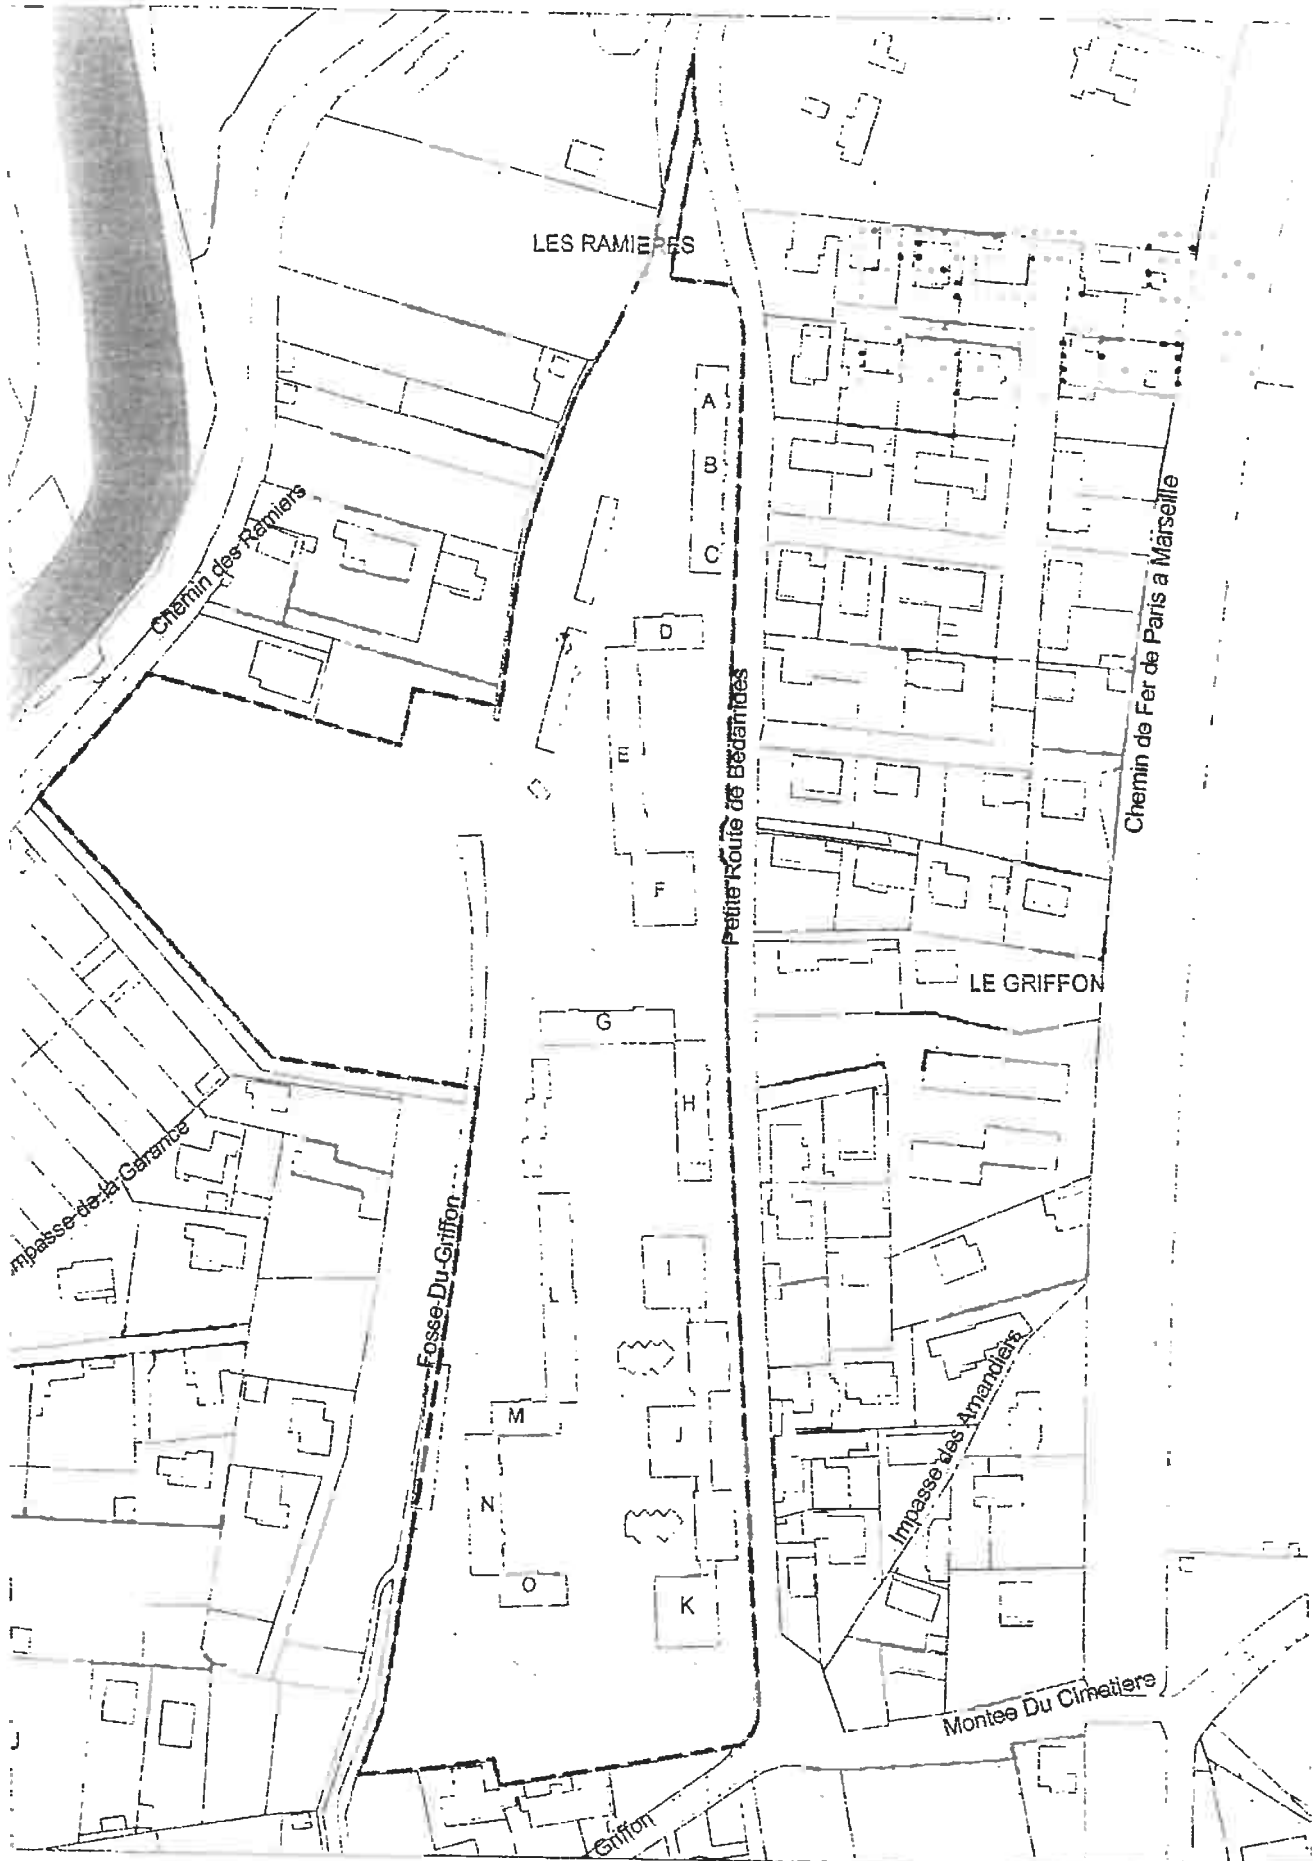 LES RAMIERES
A
B
C
Chemin des Ramiers
D
E
Petite Route de Bédarrides
Chemin de Fer de Paris a Marseille
F
LE GRIFFON
G
H
Impasse-de-la-Garance
Fosse-Du-Griffon
I
L
Impasse des Amandiers
M
J
N
O
K
Montee Du Cimetiere
Griffon